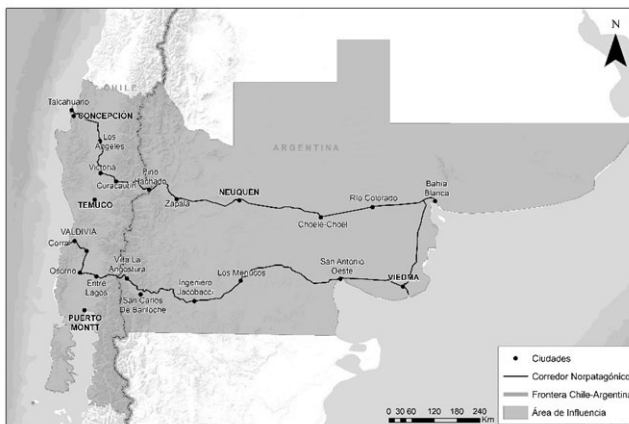 N
CHILE
Talcahuano
CONCEPCIÓN
Los
Angeles
ARGENTINA
Victoria
Curacautín
Pino
Hachado
TEMUCO
Zapala
NEUQUEN
Choele-Choel
Río Colorado
Bahía
Blanca
VALDIVIA
Corral
Osorno
Entre
Lagos
Villa La
Angostura
San Carlos
De Bariloche
Ingeniero
Jacobacci
Los Menucos
San Antonio
Oeste
VIEDMA
PUERTO
MONTT
Ciudades
Corredor Norpatagónico
Frontera Chile-Argentina
Área de Influencia
0 30 60 120 180 240
Km